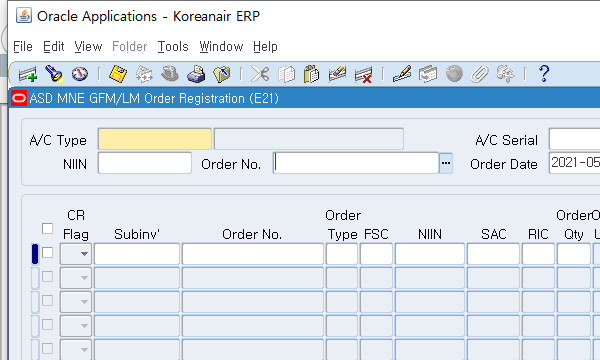 Oracle Applications - Koreanair ERP
File Edit View Folder Tools Window Help
ASD MNE GFM/LM Order Registration (E21)
A/C Type A/C Serial
NIIN Order No. Order Date 2021-05
CR Order Order
Flag Subinv' Order No. Type FSC NIIN SAC RIC Qty